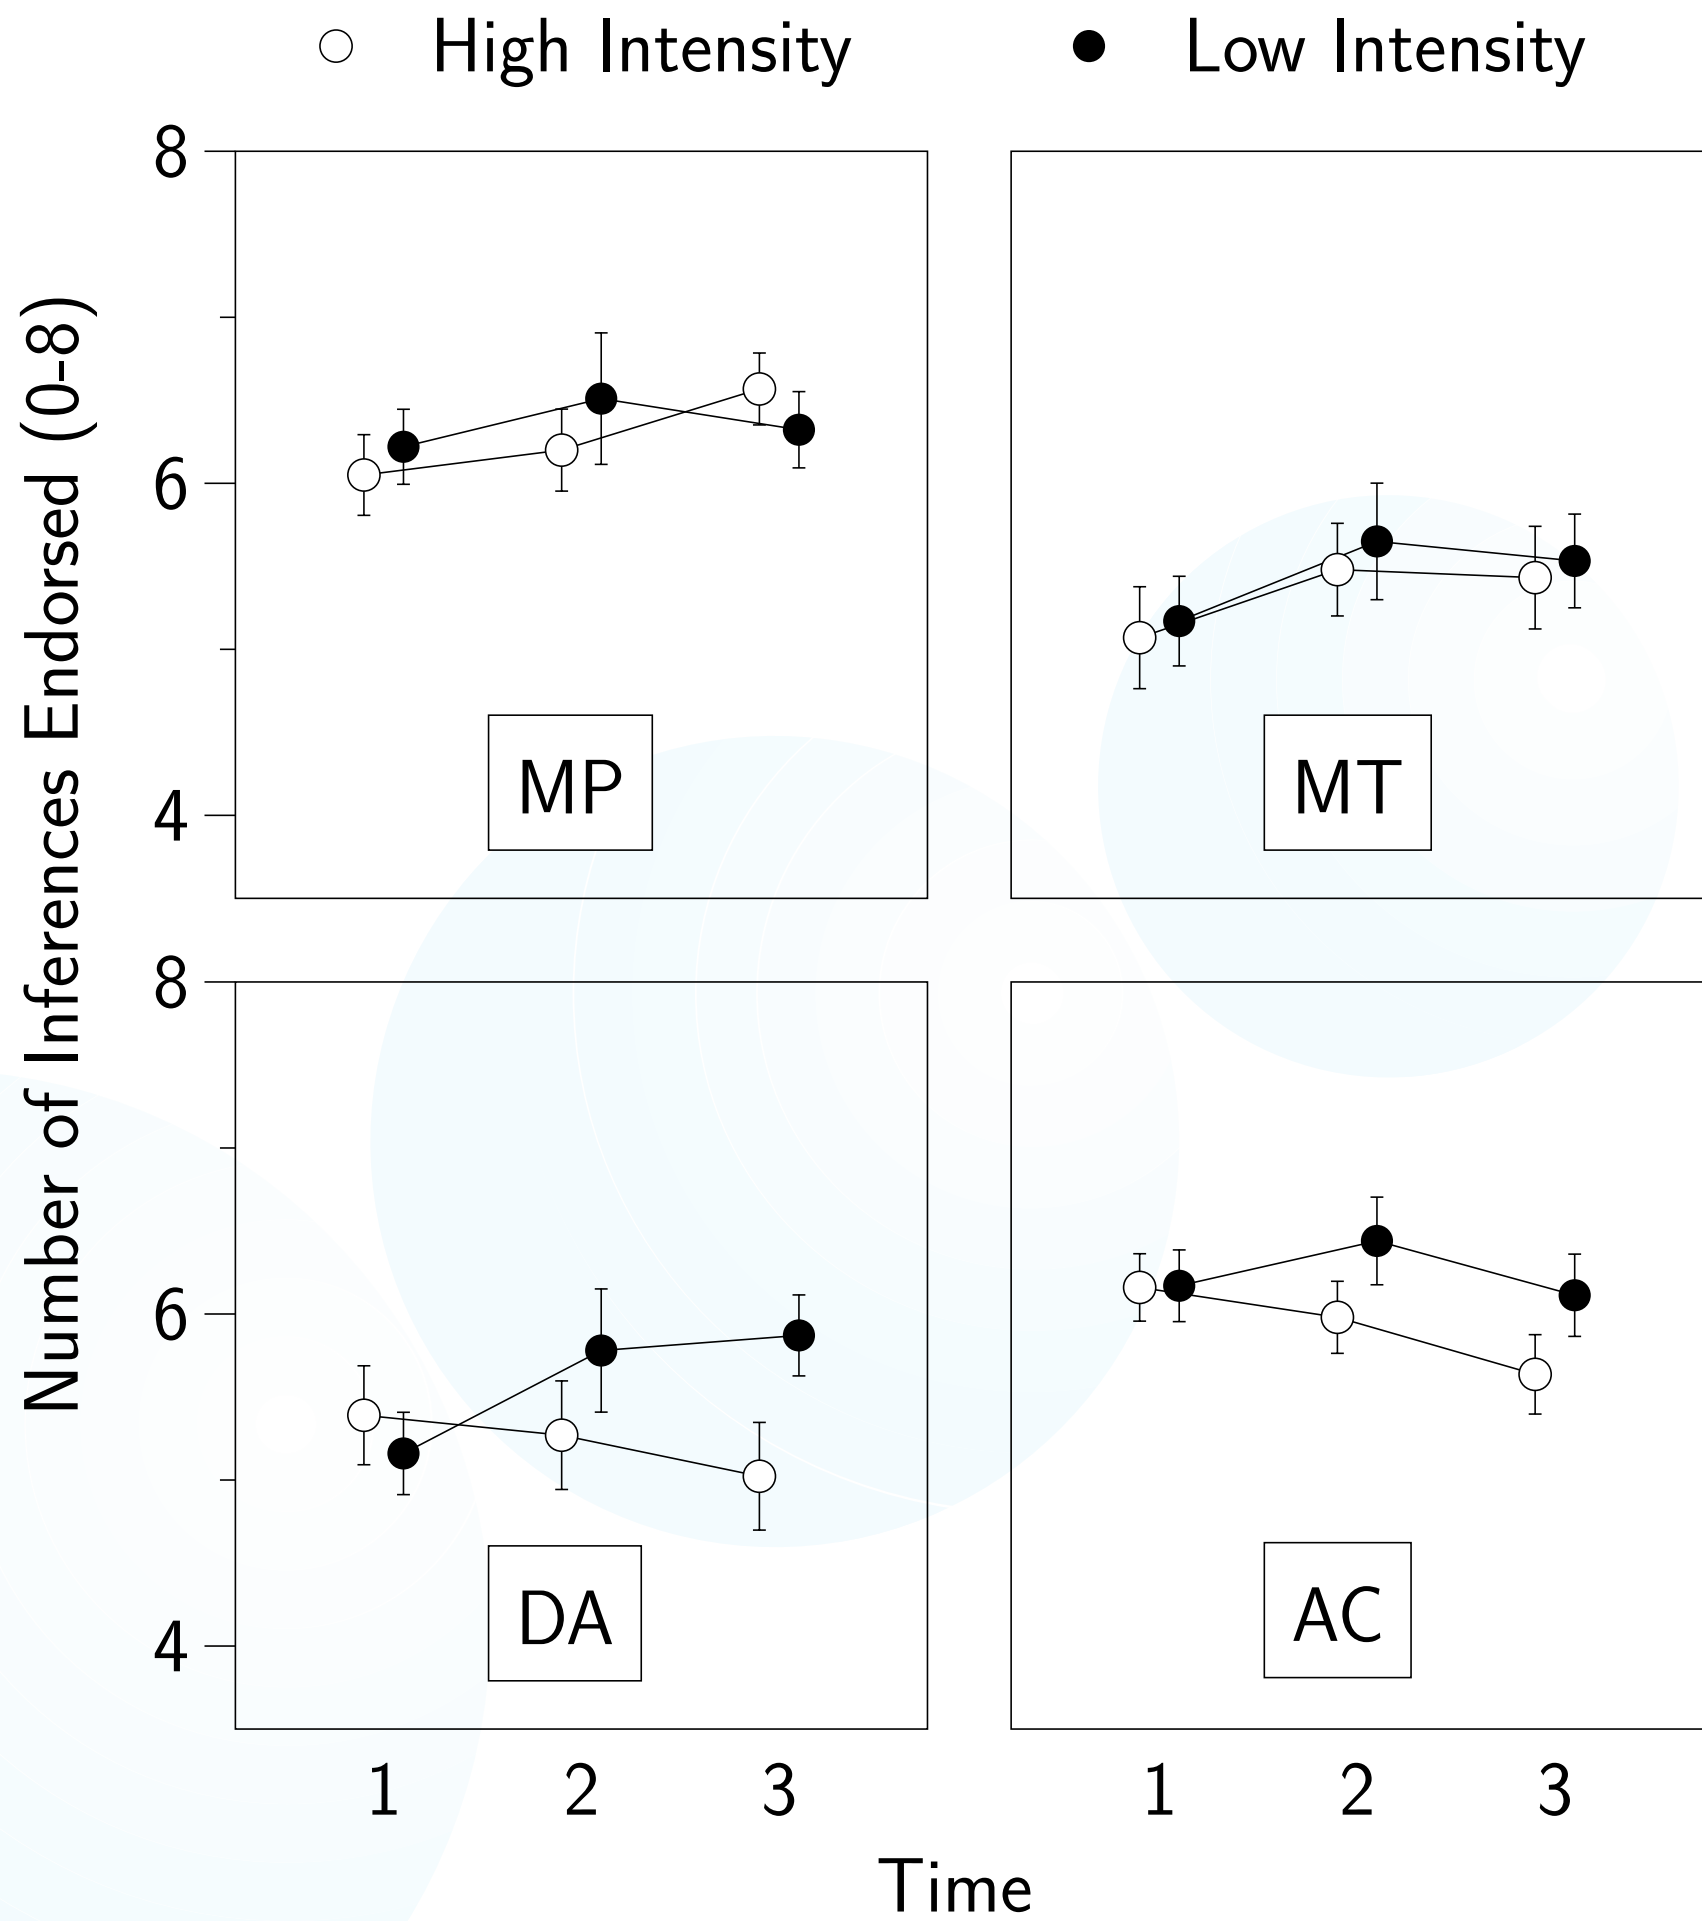 High Intensity
Low Intensity
Number of Inferences Endorsed (0-8)
8
6
4
MP
MT
8
6
4
DA
AC
1 2 3
1 2 3
Time